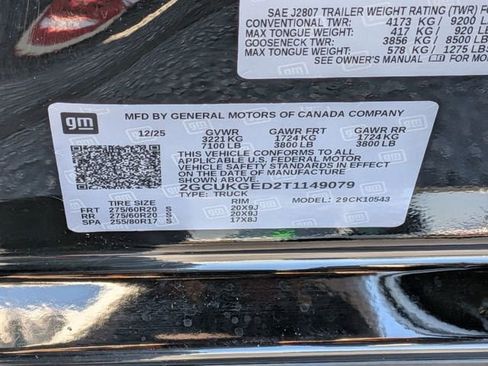 SAE J2807 TRAILER WEIGHT RATING (TWR) FO
CONVENTIONAL TWR: 4173 KG / 9200 L
MAX TONGUE WEIGHT: 417 KG / 920 LB
GOOSENECK TWR: 3856 KG / 8500 LB
MAX TONGUE WEIGHT: 578 KG / 1275 LBS
SEE OWNER'S MANUAL FOR MO
gm
MFD BY GENERAL MOTORS OF CANADA COMPANY
12/25 GVWR GAWR FRT GAWR RR
3221 KG 1724 KG 1724 KG
7100 LB 3800 LB 3800 LB
THIS VEHICLE CONFORMS TO ALL
APPLICABLE U.S. FEDERAL MOTOR
VEHICLE SAFETY STANDARDS IN EFFECT
ON THE DATE OF MANUFACTURE SHOWN ABOVE.
2GCUKGED2T1149079
TYPE: TRUCK MODEL: 29CK10543
TIRE SIZE RIM
FRT 275/60R20 20X9J
RR 275/60R20 20X9J
SPA 255/80R17 17X8J